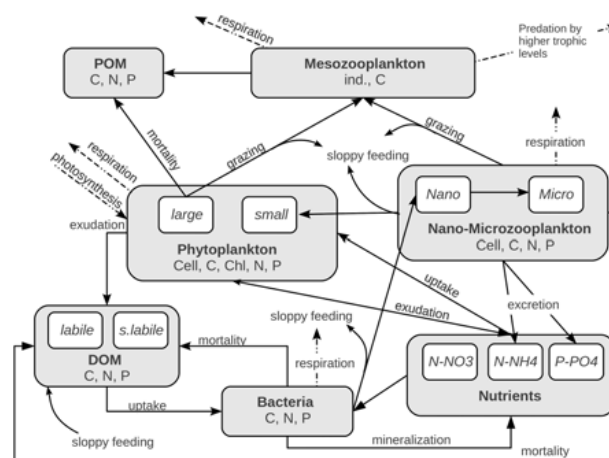 respiration
Predation by
higher trophic
levels
POM
C, N, P
Mesozooplankton
ind., C
mortality
grazing
grazing
respiration
respiration
photosynthesis
sloppy feeding
large
small
Phytoplankton
Cell, C, Chl, N, P
Nano
Micro
Nano-Microzooplankton
Cell, C, N, P
exudation
uptake
exudation
excretion
labile
s.labile
DOM
C, N, P
mortality
sloppy feeding
respiration
N-NO3
N-NH4
P-PO4
Nutrients
uptake
Bacteria
C, N, P
sloppy feeding
mineralization
mortality